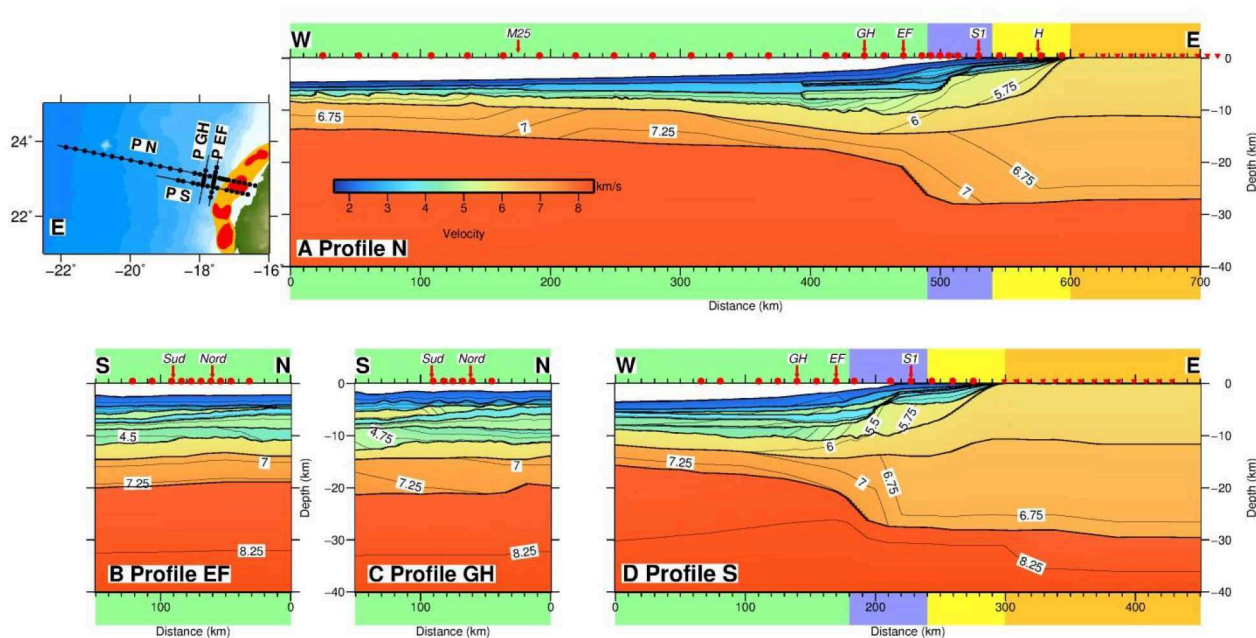 W M25 GH EF S1 H E
0
−10
−20
−30
−40
Depth (km)
6.75 7 7.25 6 5.75 6.75 7
2 3 4 5 6 7 8 km/s
Velocity
A Profile N
0 100 200 300 400 500 600 700
Distance (km)
24°
22°
−22° −20° −18° −16°
P N
P GH
P EF
P S
E
S Sud Nord N
4.5
7
7.25
8.25
B Profile EF
100 0
Distance (km)
0
−10
−20
−30
−40
Depth (km)
S Sud Nord N
4.75
7
7.25
8.25
C Profile GH
100 0
Distance (km)
0
−10
−20
−30
−40
W GH EF S1 E
7.25 7 6 5.5 5.75 6.75 6.75
8.25
D Profile S
0 100 200 300 400
Distance (km)
0
−10
−20
−30
−40
Depth (km)